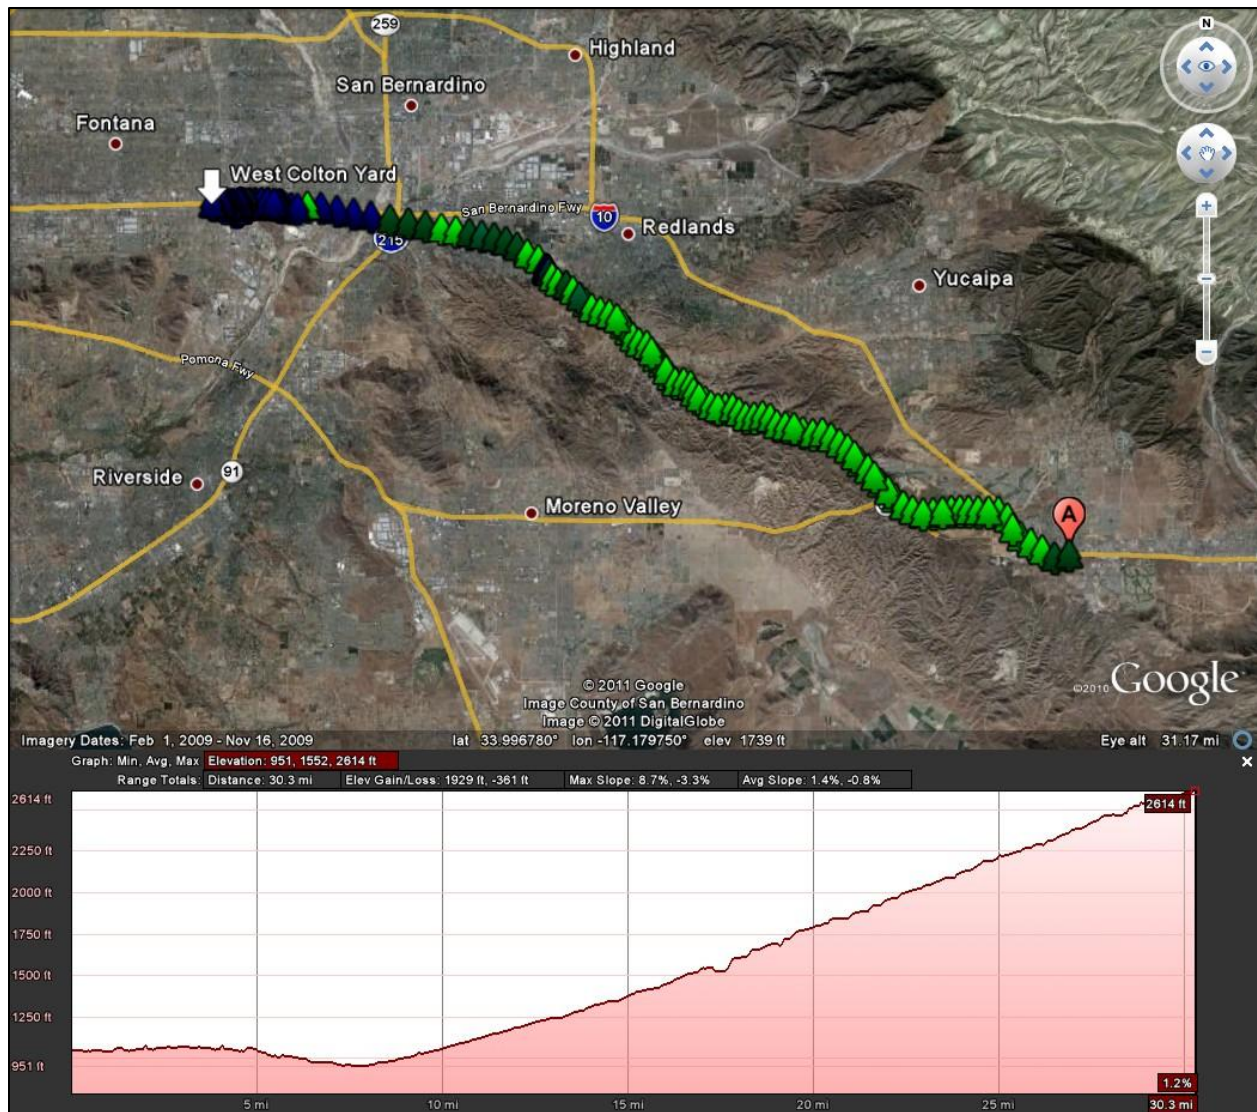 259
N
Highland
San Bernardino
Fontana
West Colton Yard
San Bernardino Fwy
10
215
Redlands
Yucaipa
Pomona Fwy
91
Riverside
Moreno Valley
A
© 2011 Google
Image County of San Bernardino
Image © 2011 DigitalGlobe
©2010 Google
Imagery Dates: Feb 1, 2009 - Nov 16, 2009 lat 33.996780° lon -117.179750° elev 1739 ft Eye alt 31.17 mi
Graph: Min, Avg, Max Elevation: 951, 1552, 2614 ft
Range Totals: Distance: 30.3 mi Elev Gain/Loss: 1929 ft, -361 ft Max Slope: 8.7%, -3.3% Avg Slope: 1.4%, -0.8%
2614 ft
2614 ft
2250 ft
2000 ft
1750 ft
1500 ft
1250 ft
951 ft
1.2%
5 mi 10 mi 15 mi 20 mi 25 mi 30.3 mi